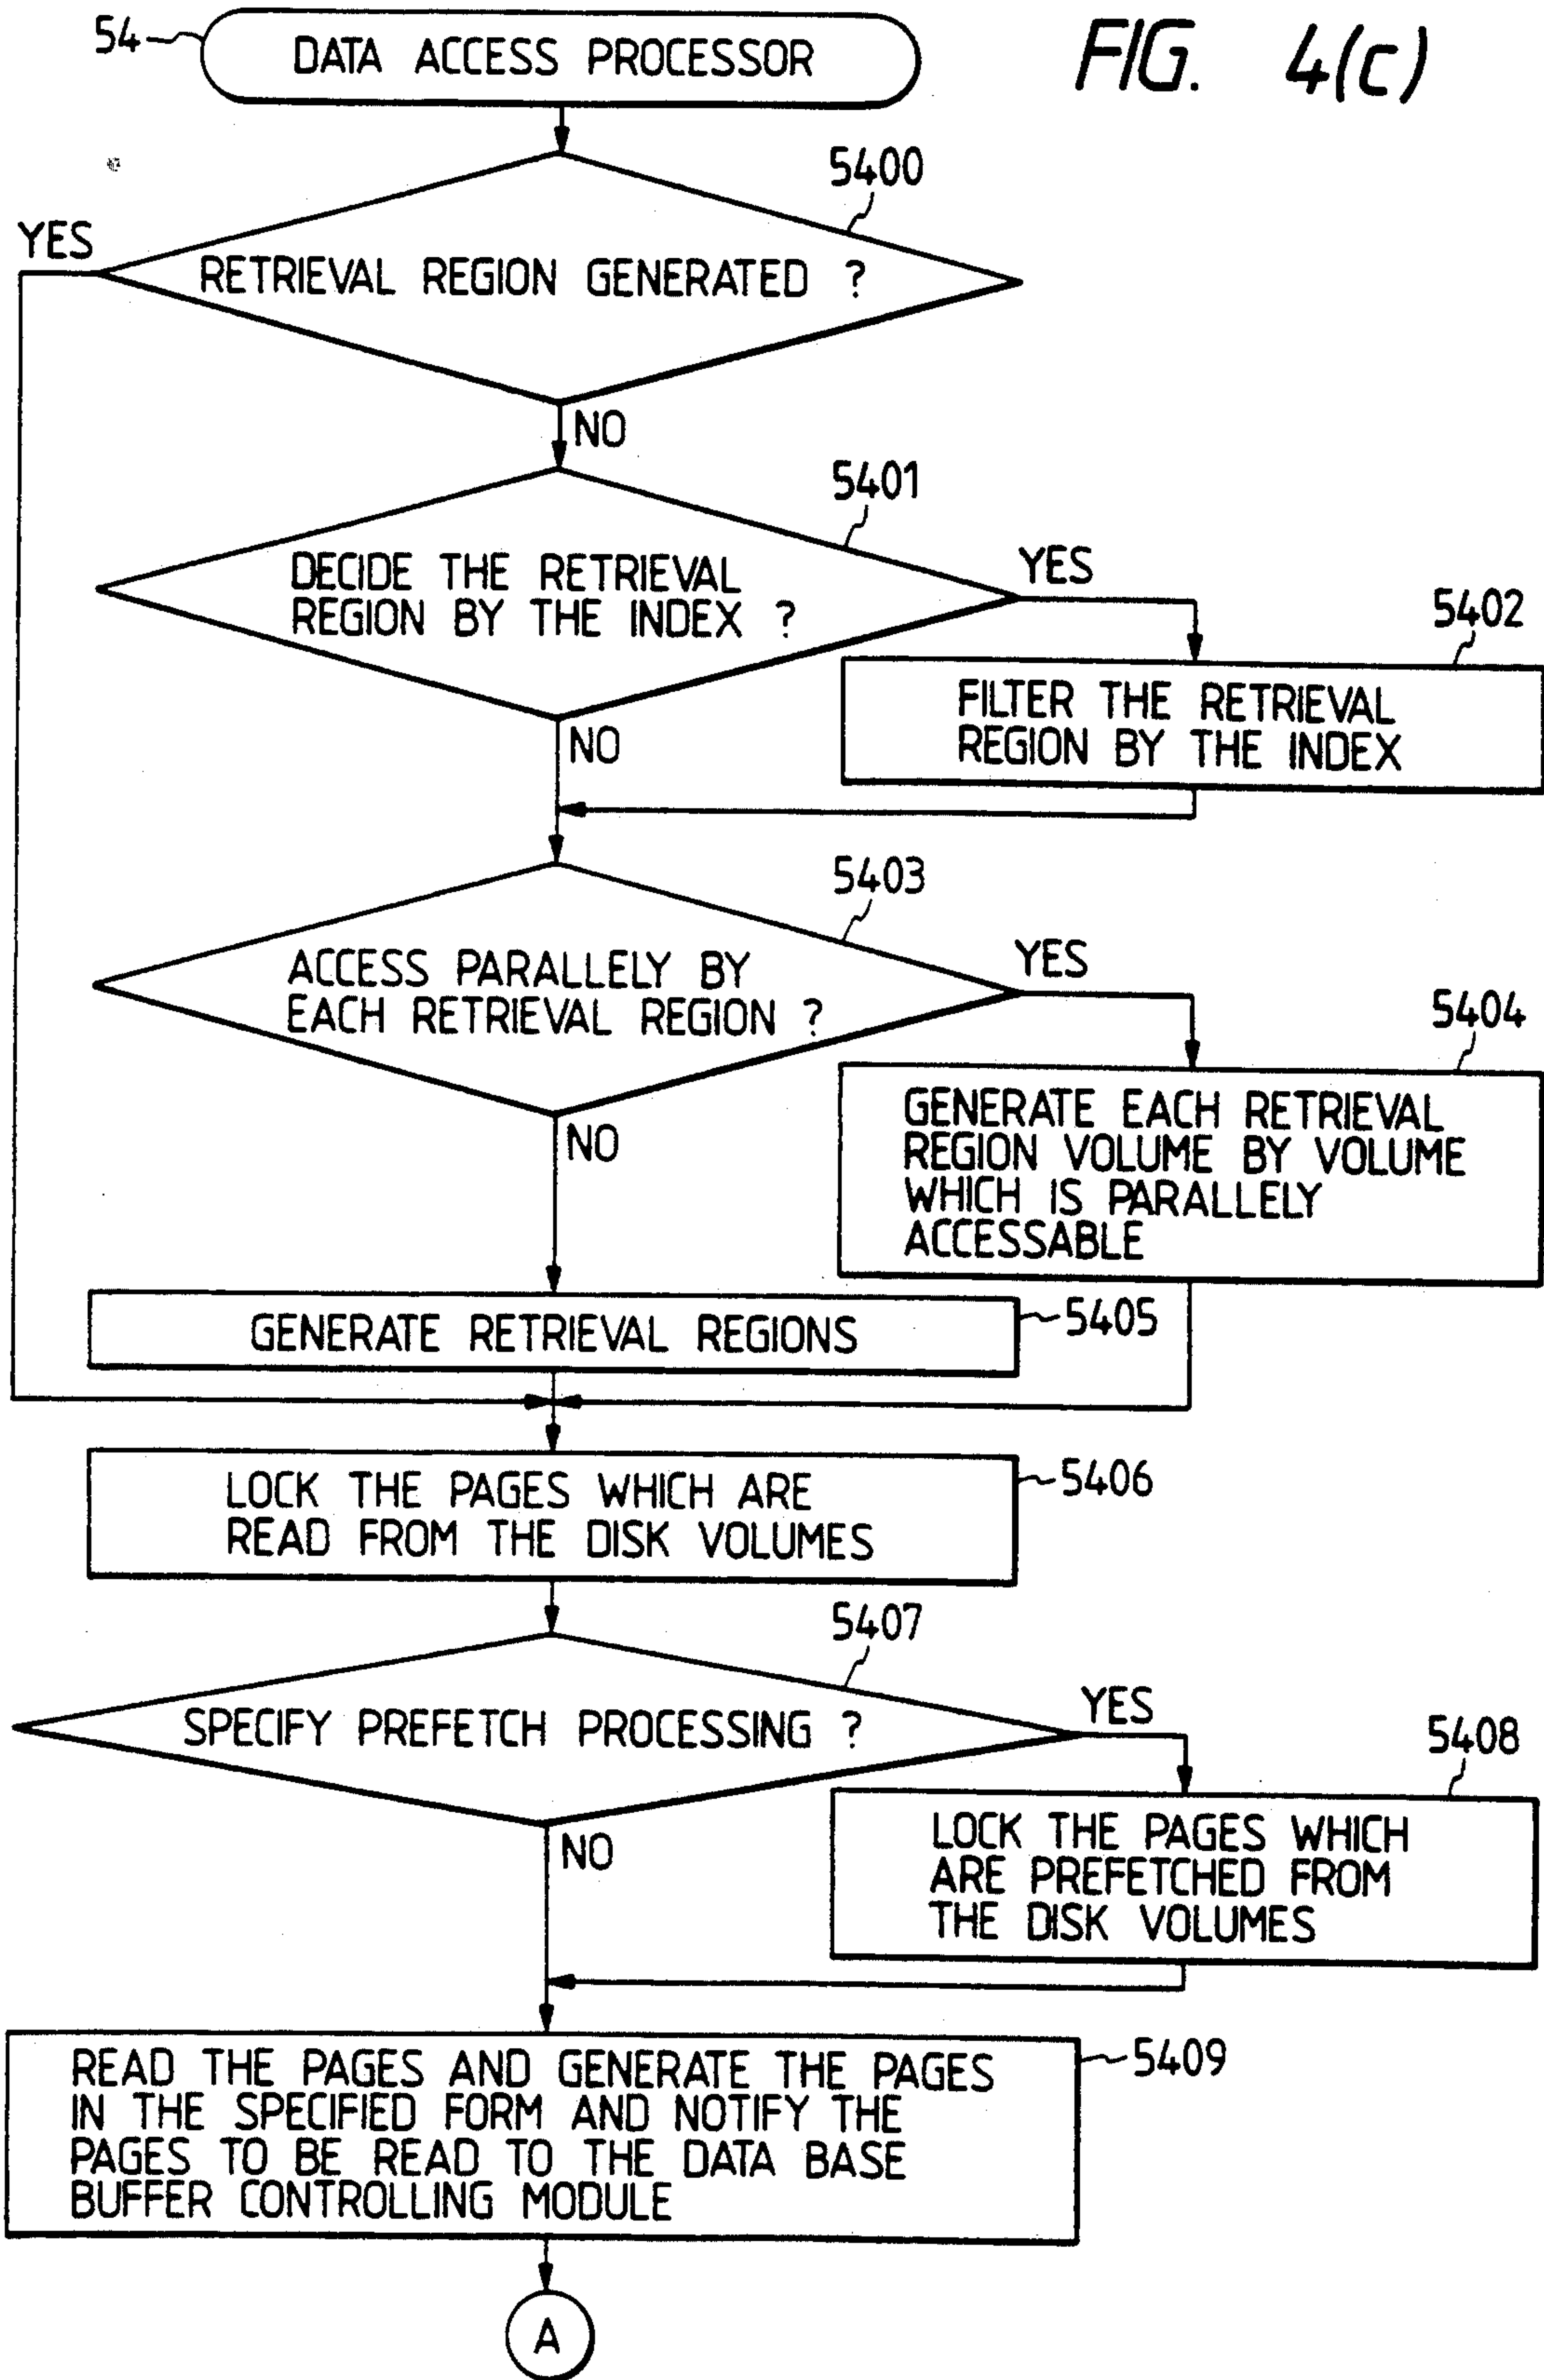 FIG. 4(c)
54
DATA ACCESS PROCESSOR
5400
YES
RETRIEVAL REGION GENERATED ?
NO
5401
DECIDE THE RETRIEVAL
REGION BY THE INDEX ?
YES
5402
FILTER THE RETRIEVAL
REGION BY THE INDEX
NO
5403
ACCESS PARALLELY BY
EACH RETRIEVAL REGION ?
YES
5404
GENERATE EACH RETRIEVAL
REGION VOLUME BY VOLUME
WHICH IS PARALLELY
ACCESSABLE
NO
GENERATE RETRIEVAL REGIONS
5405
LOCK THE PAGES WHICH ARE
READ FROM THE DISK VOLUMES
5406
5407
SPECIFY PREFETCH PROCESSING ?
YES
5408
LOCK THE PAGES WHICH
ARE PREFETCHED FROM
THE DISK VOLUMES
NO
READ THE PAGES AND GENERATE THE PAGES
IN THE SPECIFIED FORM AND NOTIFY THE
PAGES TO BE READ TO THE DATA BASE
BUFFER CONTROLLING MODULE
5409
A